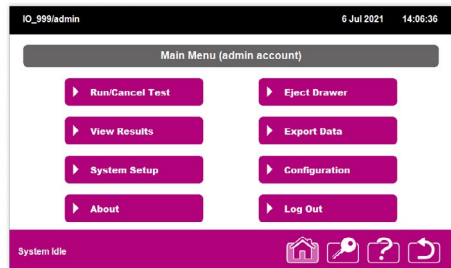 IO_999/admin 6 Jul 2021 14:06:36
Main Menu (admin account)
Run/Cancel Test Eject Drawer
View Results Export Data
System Setup Configuration
About Log Out
System Idle ?